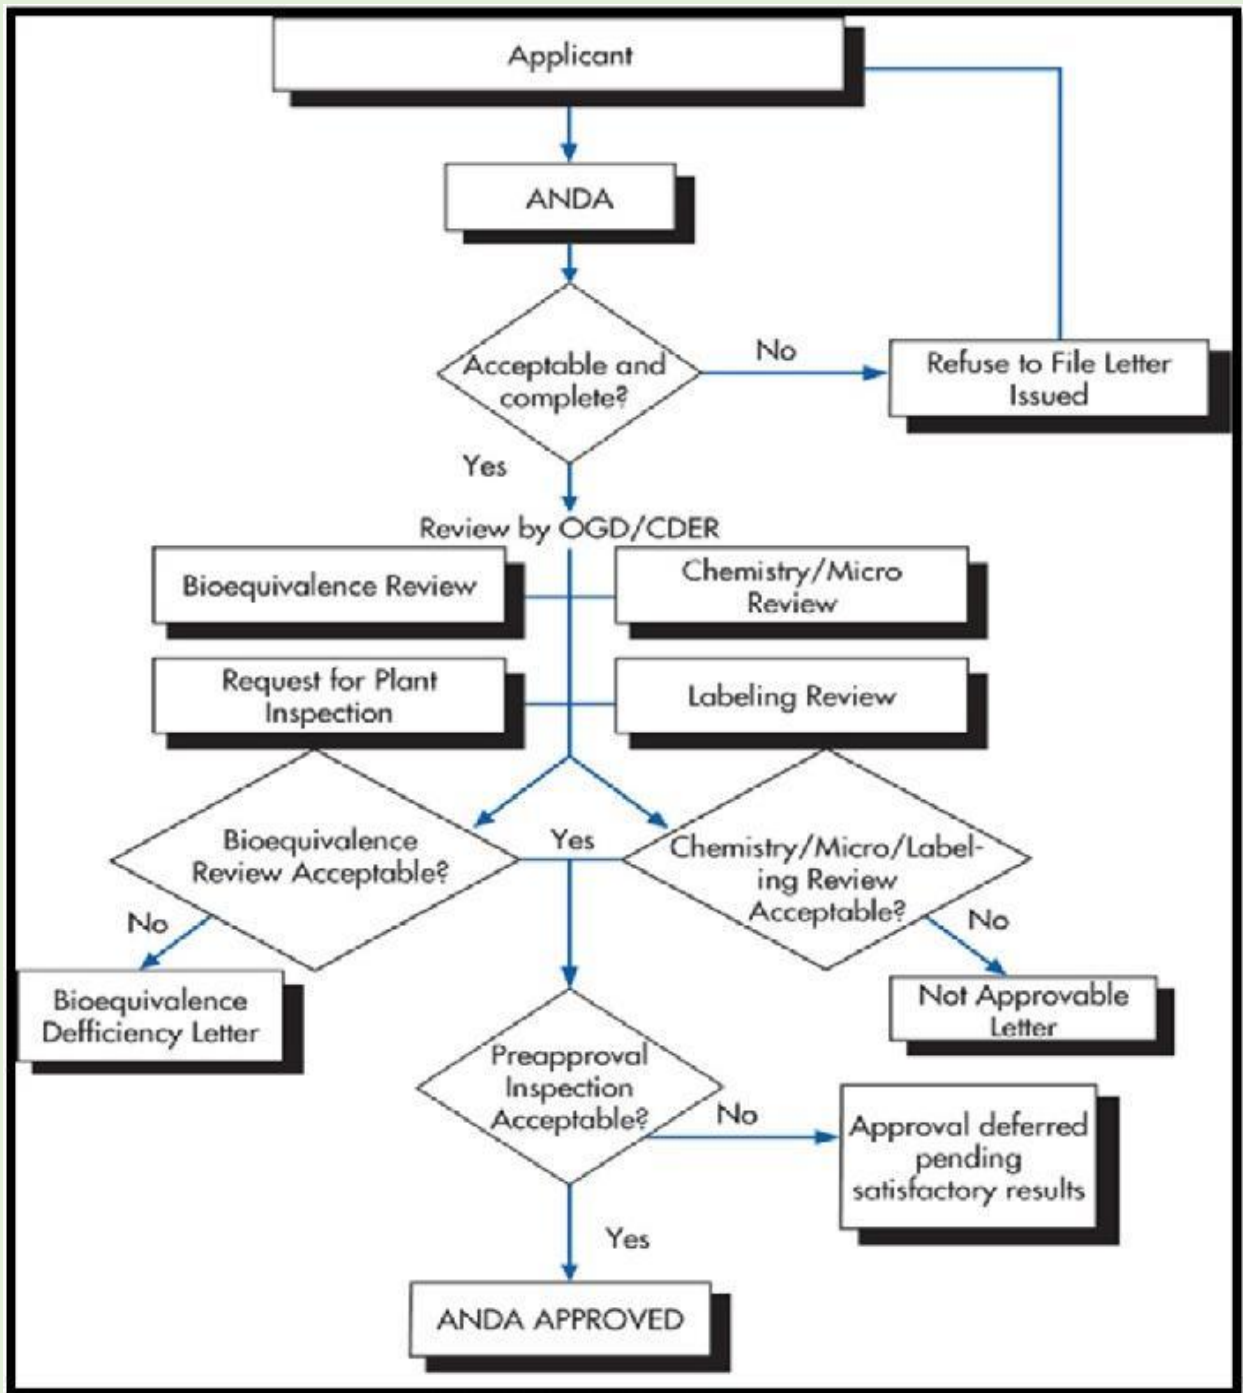 Applicant
ANDA
Acceptable and
complete?
No
Refuse to File Letter
Issued
Yes
Review by OGD/CDER
Bioequivalence Review
Chemistry/Micro
Review
Request for Plant
Inspection
Labeling Review
Bioequivalence
Review Acceptable?
Yes
Chemistry/Micro/Label-
ing Review
Acceptable?
No
Bioequivalence
Defficiency Letter
No
Not Approvable
Letter
Preapproval
Inspection
Acceptable?
No
Approval deferred
pending
satisfactory results
Yes
ANDA APPROVED